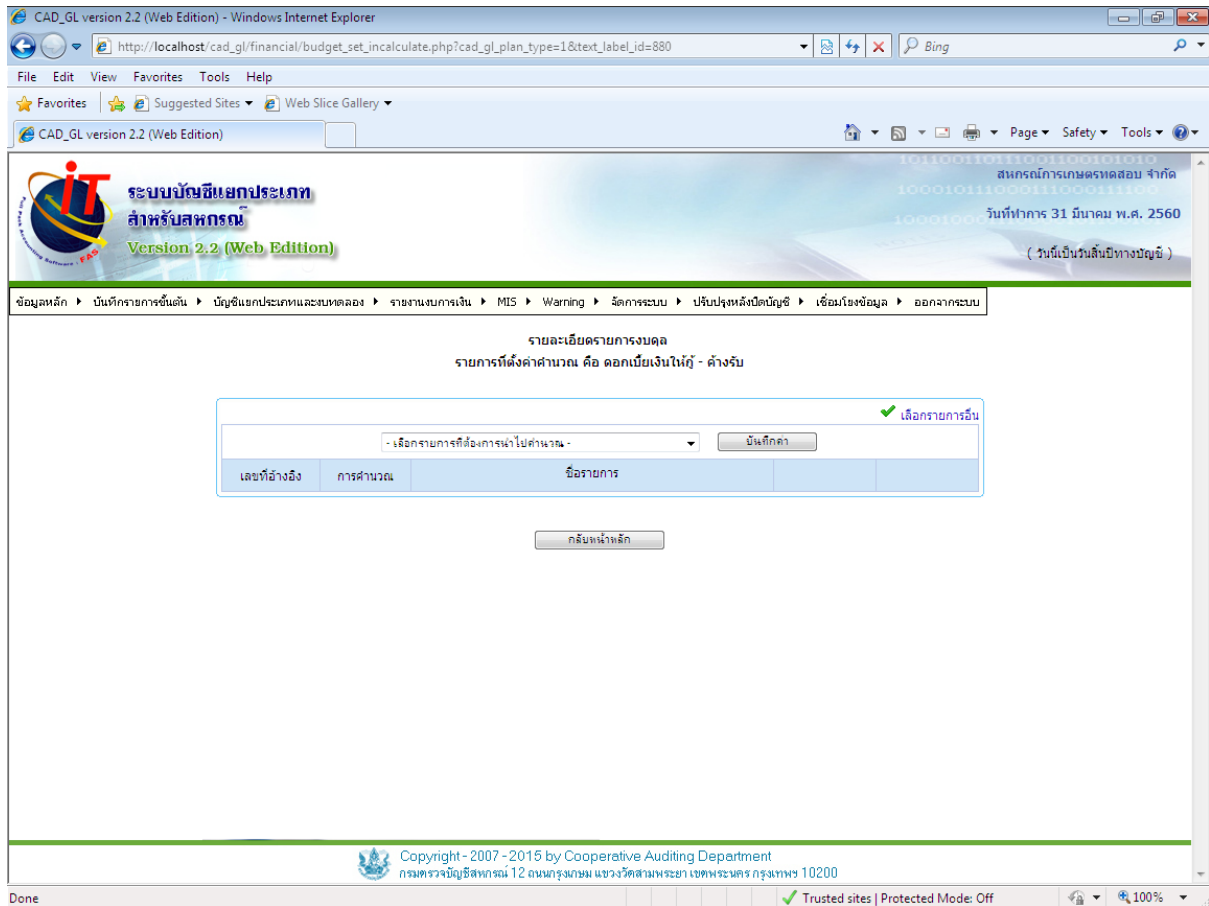 CAD_GL version 2.2 (Web Edition) - Windows Internet Explorer
http://localhost/cad_gl/financial/budget_set_incalculate.php?cad_gl_plan_type=1&text_label_id=880
Bing
File Edit View Favorites Tools Help
Favorites Suggested Sites Web Slice Gallery
CAD_GL version 2.2 (Web Edition)
Page Safety Tools
1011001101110011001010​10
สหกรณ์การเกษตรทดสอบ จำกัด
iT
ระบบบัญชีแยกประเภท
สำหรับสหกรณ์
Version 2.2 (Web Edition)
วันที่ทำการ 31 มีนาคม พ.ศ. 2560
( วันนี้เป็นวันสิ้นปีทางบัญชี )
ข้อมูลหลัก บันทึกรายการขั้นต้น บัญชีแยกประเภทและงบทดลอง รายงานงบการเงิน MIS Warning จัดการระบบ ปรับปรุงหลังปิดบัญชี เชื่อมโยงข้อมูล ออกจากระบบ
รายละเอียดรายการงบดุล
รายการที่ตั้งค่าคำนวณ คือ ดอกเบี้ยเงินให้กู้ - ค้างรับ
เลือกรายการอื่น
- เลือกรายการที่ต้องการนำไปคำนวณ - บันทึกค่า
เลขที่อ้างอิง การคำนวณ ชื่อรายการ
กลับหน้าหลัก
Copyright - 2007 - 2015 by Cooperative Auditing Department
กรมตรวจบัญชีสหกรณ์ 12 ถนนกรุงเกษม แขวงวัดสามพระยา เขตพระนคร กรุงเทพฯ 10200
Done Trusted sites | Protected Mode: Off 100%